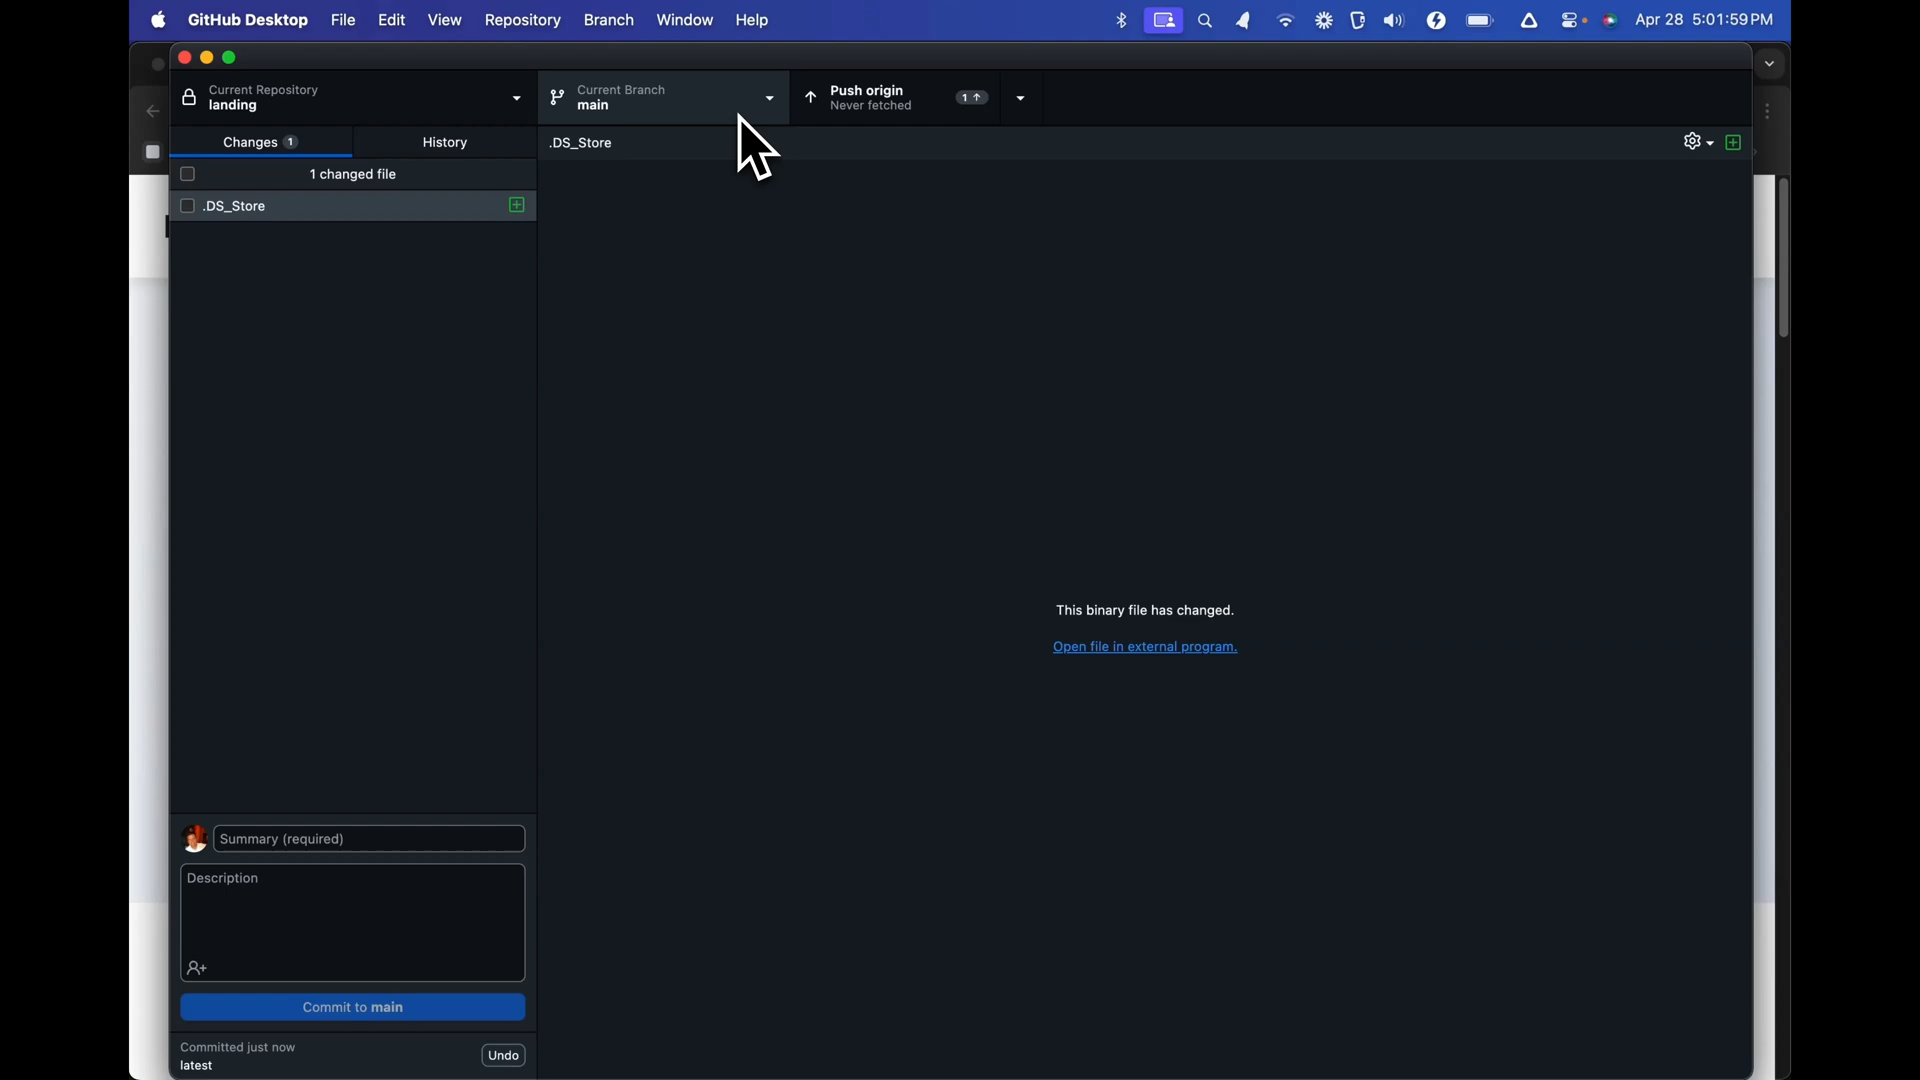 GitHub Desktop File Edit View Repository Branch Window Help Apr 28 5:01:59 PM
Current Repository
landing
Current Branch
main
Push origin
Never fetched
1
Changes 1
History
.DS_Store
1 changed file
.DS_Store
This binary file has changed.
Open file in external program.
Summary (required)
Description
Commit to main
Committed just now
latest
Undo